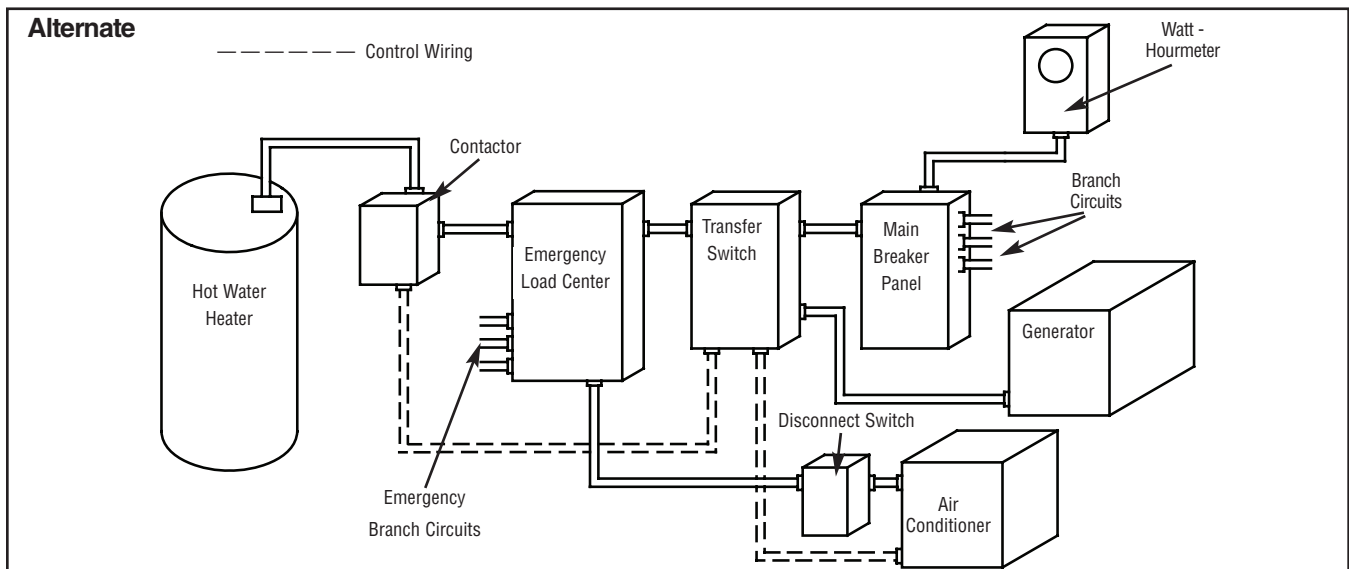 Alternate
Control Wiring
Watt -
Hourmeter
Contactor
Branch
Circuits
Hot Water
Heater
Emergency
Load Center
Transfer
Switch
Main
Breaker
Panel
Generator
Disconnect Switch
Emergency
Branch Circuits
Air
Conditioner